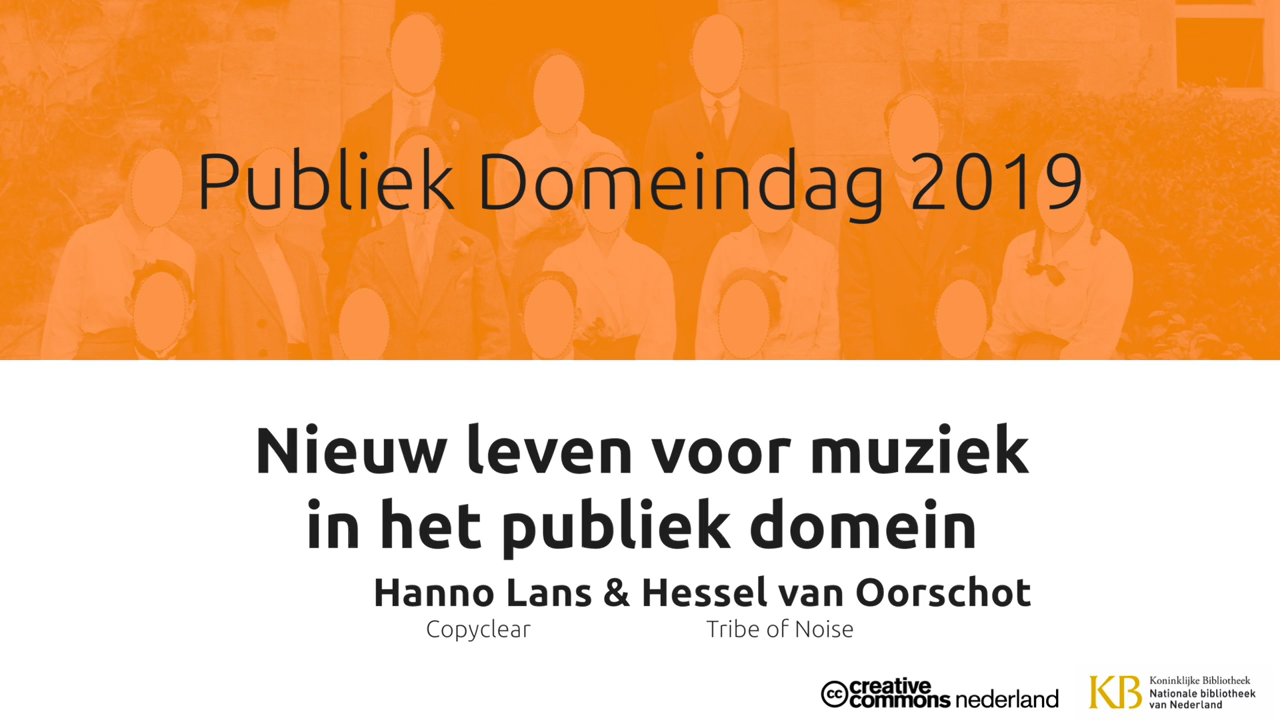 Publiek Domeindag 2019
Nieuw leven voor muziek
in het publiek domein
Hanno Lans & Hessel van Oorschot
Copyclear Tribe of Noise
cc creative commons nederland
KB Koninklijke Bibliotheek
Nationale bibliotheek
van Nederland